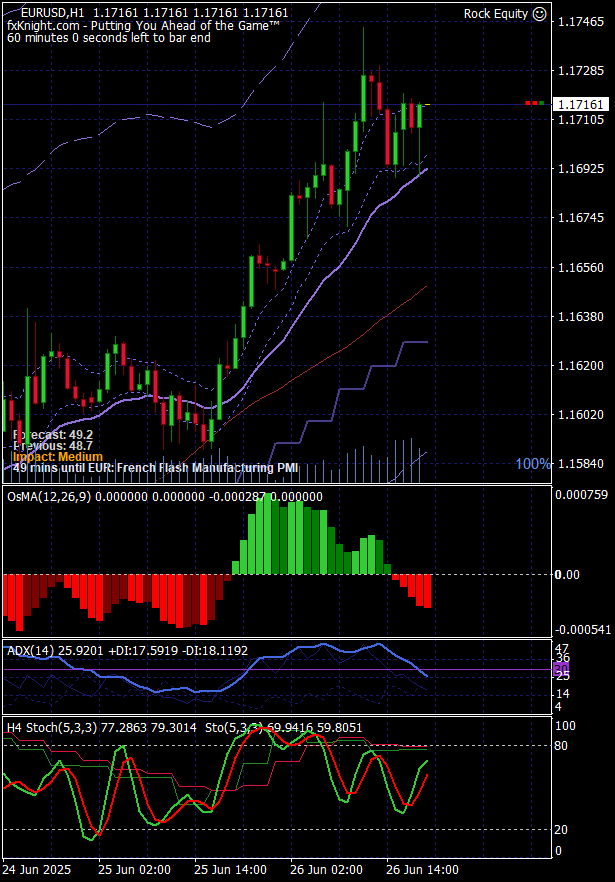 EURUSD,H1 1.17161 1.17161 1.17161 1.17161
Rock Equity ☺
fxKnight.com - Putting You Ahead of the Game™
60 minutes 0 seconds left to bar end
1.17465
1.17285
1.17161
1.17105
1.16925
1.16745
1.16560
1.16380
1.16200
1.16020
1.15840
Forecast: 49.2
Previous: 48.7
Impact: Medium
49 mins until EUR: French Flash Manufacturing PMI
100%
OsMA(12,26,9) 0.000000 0.000000 -0.000287 0.000000
0.000759
0.00
-0.000541
ADX(14) 25.9201 +DI:17.5919 -DI:18.1192
47
36
30
25
14
4
H4 Stoch(5,3,3) 77.2863 79.3014 Sto(5,3,3) 69.9416 59.8051
100
80
20
0
24 Jun 2025
25 Jun 02:00
25 Jun 14:00
26 Jun 02:00
26 Jun 14:00